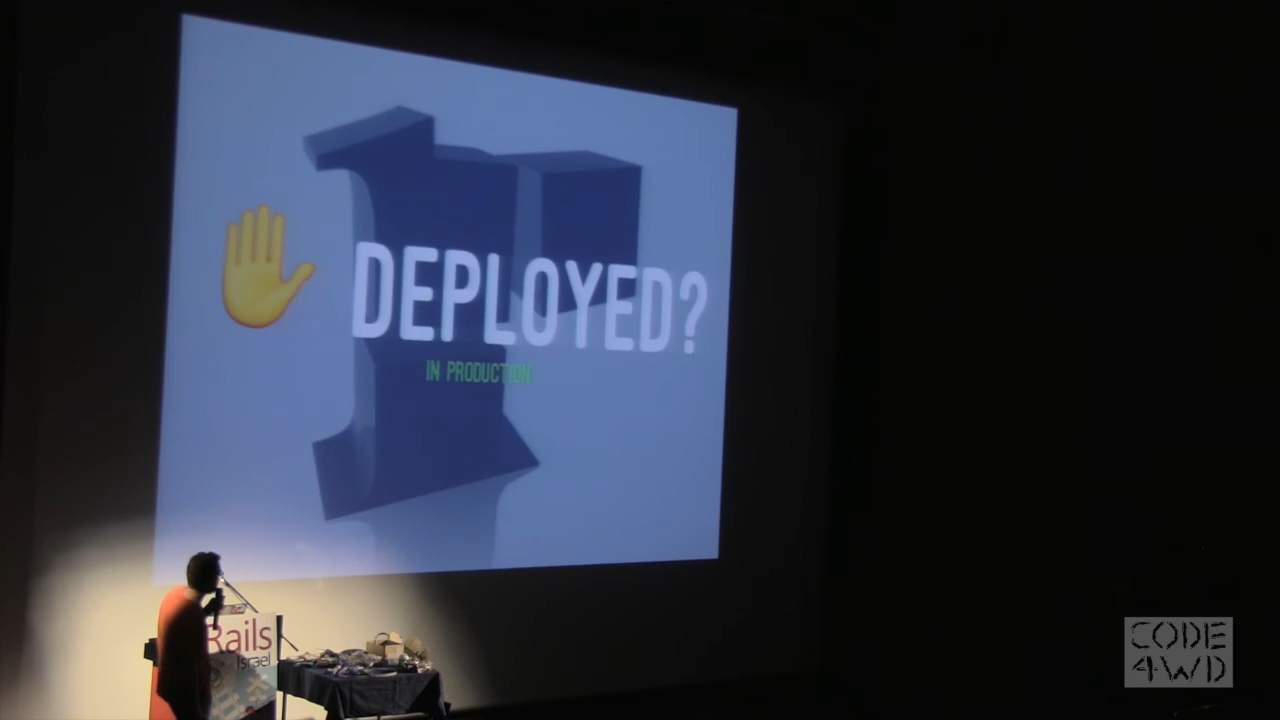 DEPLOYED?
IN PRODUCTION
Rails
Israel
CODE
4WD